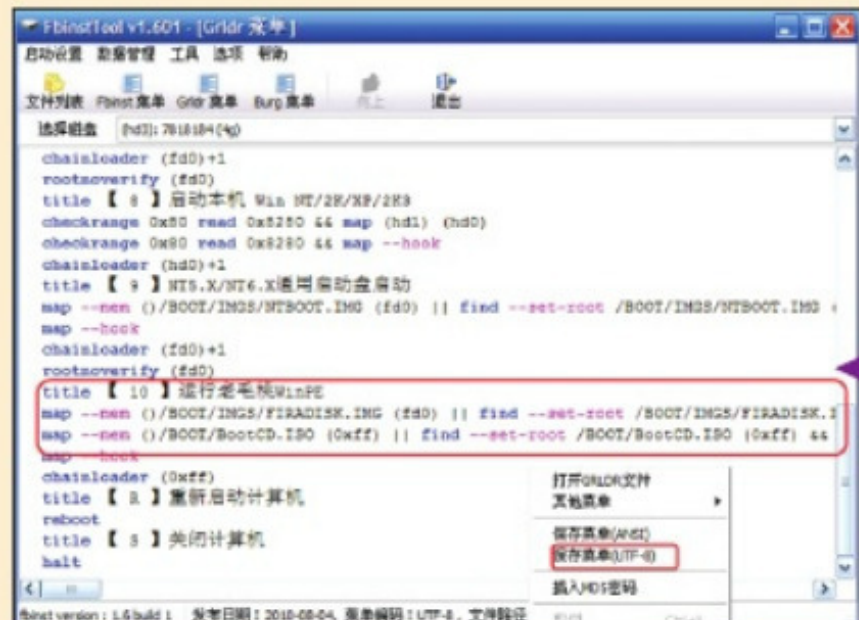 FbinstTool v1.601 - [Grldr 菜单]
启动设置 数据管理 工具 选项 帮助
文件列表 Fbinst 菜单 Grldr 菜单 Burg 菜单 向上 退出
选择磁盘 (hd3): 7818184 (4g)
chainloader (fd0)+1
rootnoverify (fd0)
title 【 8 】启动本机 Win NT/2K/XP/2K3
checkrange 0x80 read 0x8280 && map (hd1) (hd0)
checkrange 0x80 read 0x8280 && map --hook
chainloader (hd0)+1
title 【 9 】NT5.X/NT6.X通用启动盘启动
map --mem ()/BOOT/IMGS/NTBOOT.IMG (fd0) || find --set-root /BOOT/IMGS/NTBOOT.IMG
map --hook
chainloader (fd0)+1
rootnoverify (fd0)
title 【 10 】运行老毛桃WinPE
map --mem ()/BOOT/IMGS/FIRADISK.IMG (fd0) || find --set-root /BOOT/IMGS/FIRADISK.I
map --mem ()/BOOT/BootCD.ISO (0xff) || find --set-root /BOOT/BootCD.ISO (0xff) &&
map --hook
chainloader (0xff)
title 【 R 】重新启动计算机
reboot
title 【 S 】关闭计算机
halt
打开GRLDR文件
其他菜单
保存菜单(ANSI)
保存菜单(UTF-8)
插入MD5密码
fbinst version : 1.6 build 1 发布日期 : 2010-08-04, 菜单编码 : UTF-8, 文件路径